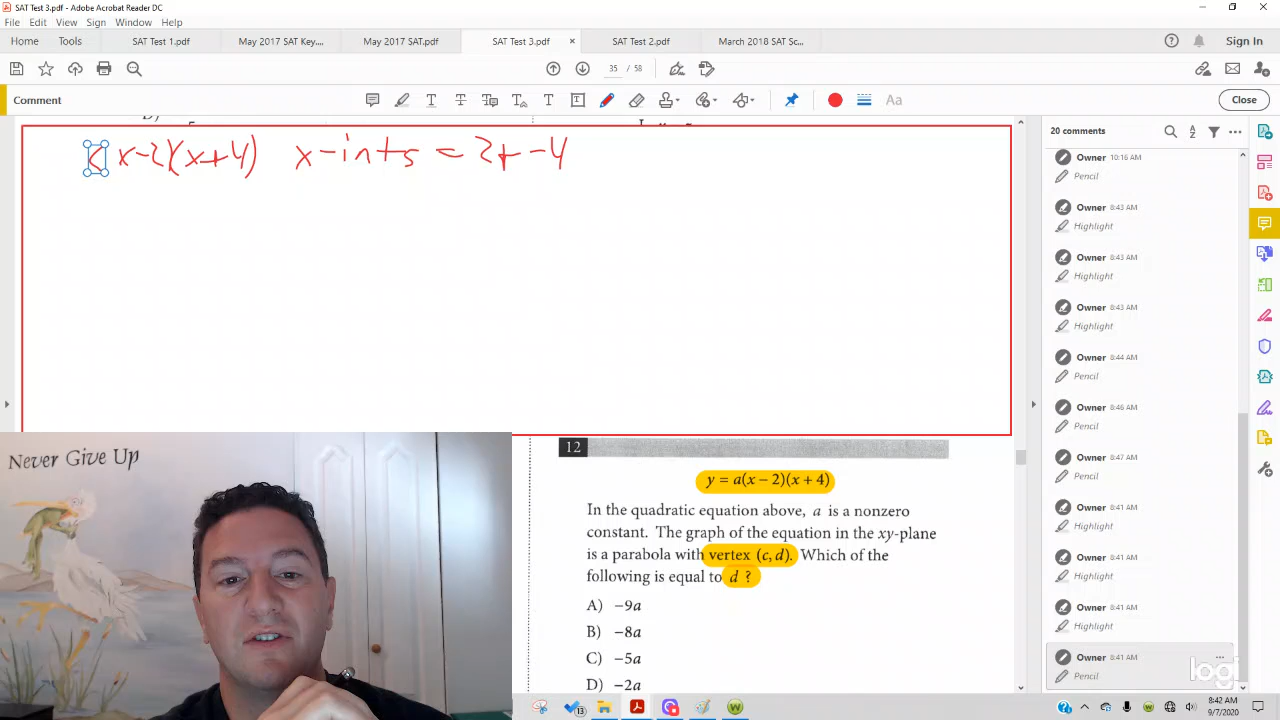 SAT Test 3.pdf - Adobe Acrobat Reader DC
File Edit View Sign Window Help
Home Tools SAT Test 1.pdf May 2017 SAT Key... May 2017 SAT.pdf SAT Test 3.pdf × SAT Test 2.pdf March 2018 SAT Sc... Sign In
35 / 58
Comment Aa Close
20 comments
(x-2)(x+4) x-ints = 2+ -4
Owner 10:16 AM
Pencil
Owner 8:43 AM
Highlight
Owner 8:43 AM
Highlight
Owner 8:43 AM
Highlight
Owner 8:44 AM
Pencil
Owner 8:46 AM
Pencil
Owner 8:47 AM
Pencil
Owner 8:41 AM
Highlight
Owner 8:41 AM
Highlight
Owner 8:41 AM
Highlight
Owner 8:41 AM
Pencil
Never Give Up
12
y = a(x − 2)(x + 4)
In the quadratic equation above, a is a nonzero
constant. The graph of the equation in the xy-plane
is a parabola with vertex (c, d). Which of the
following is equal to d ?
A) −9a
B) −8a
C) −5a
D) −2a
logi
13
8:42 AM
9/7/2020